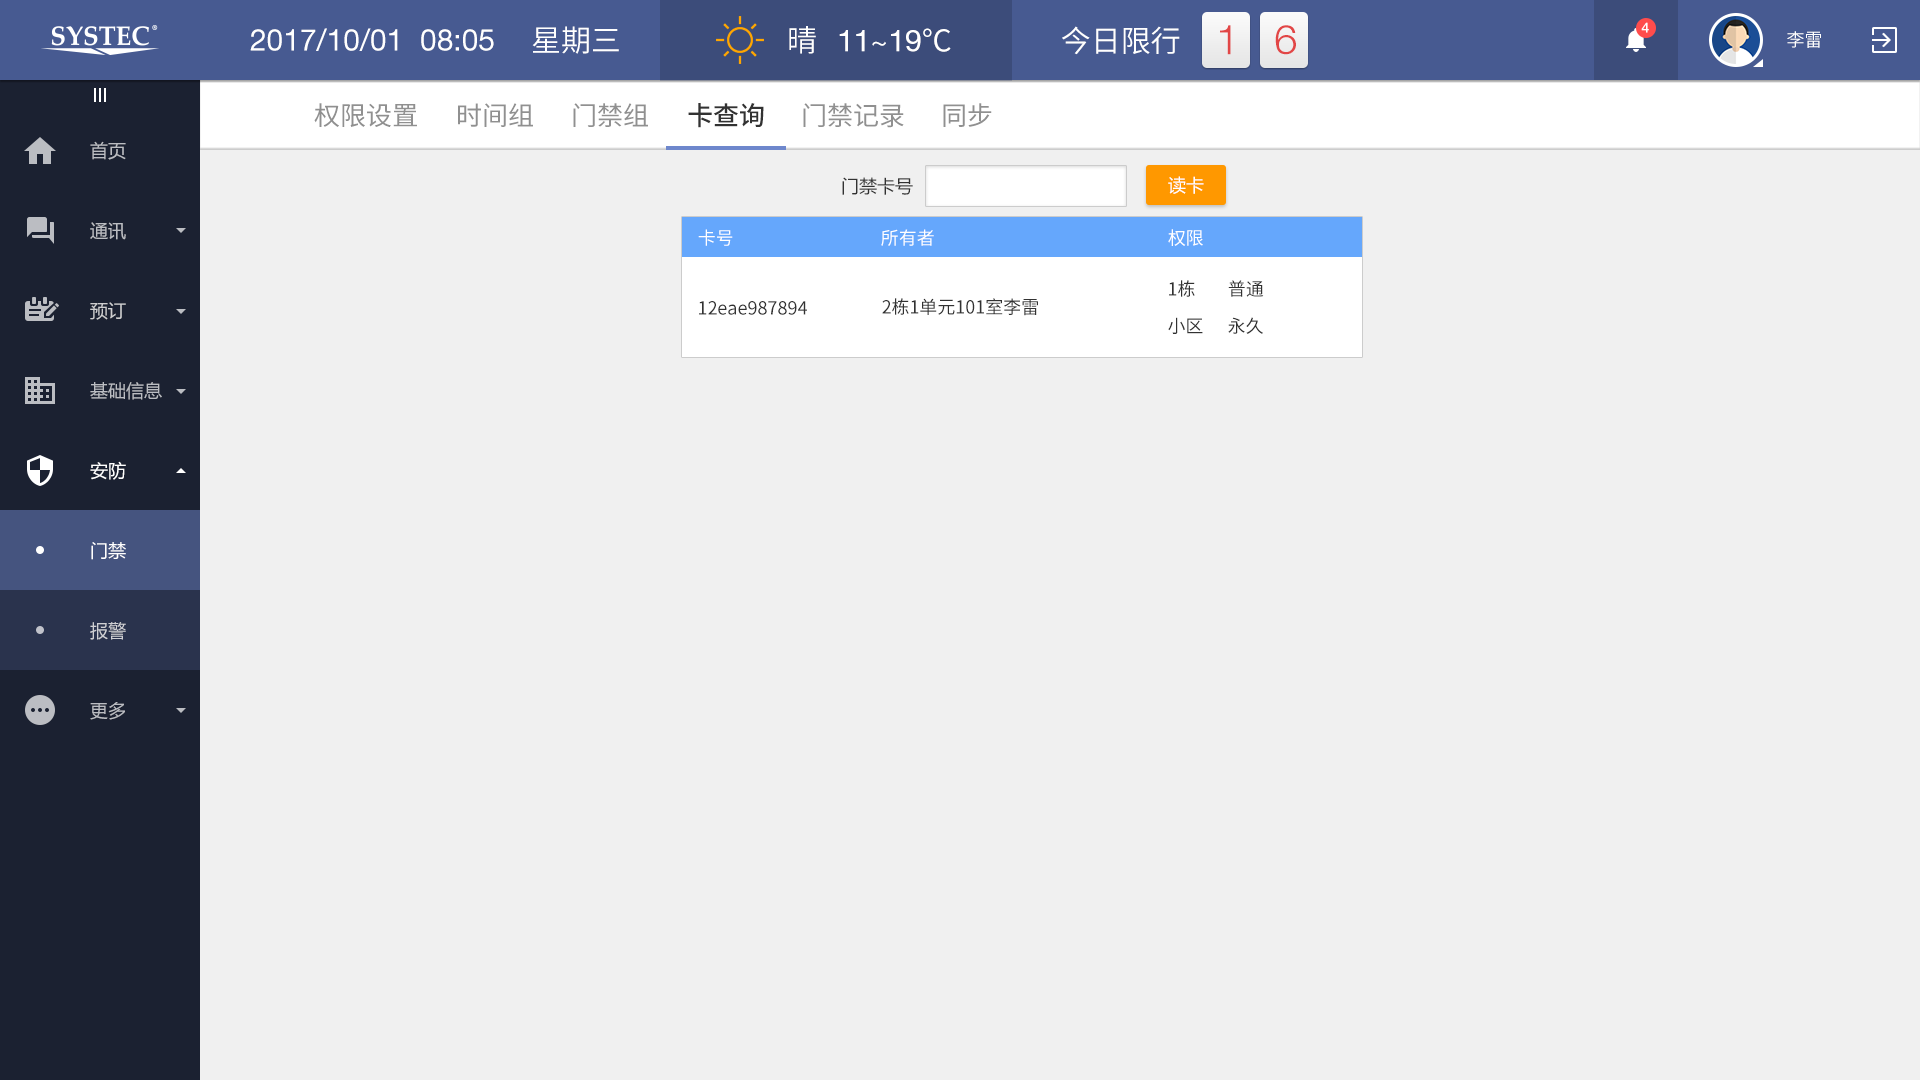 SYSTEC®
2017/10/01 08:05 星期三
晴 11~19℃
今日限行 1 6
4
李雷
首页
通讯
预订
基础信息
安防
门禁
报警
更多
权限设置 时间组 门禁组 卡查询 门禁记录 同步
门禁卡号 读卡
卡号 所有者 权限
12eae987894 2栋1单元101室李雷
1栋 普通
小区 永久